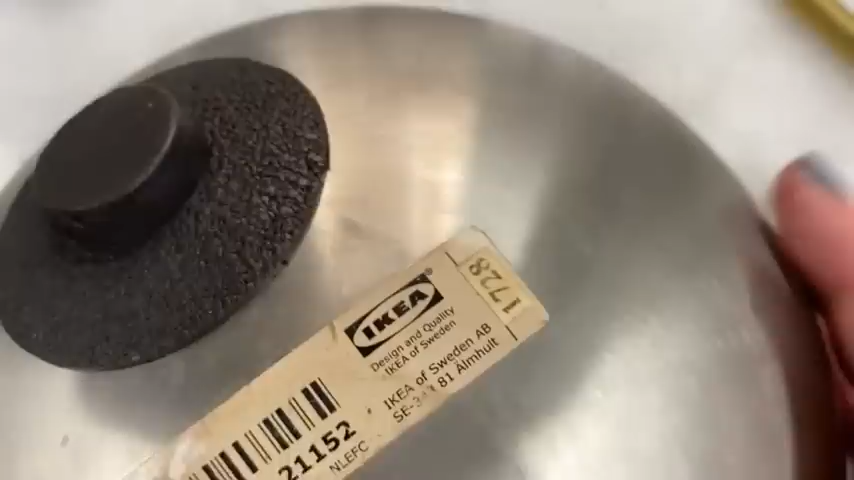 IKEA
®
Design and Quality
IKEA of Sweden
1728
IKEA of Sweden AB
81 Älmhult
21152
NLEFC